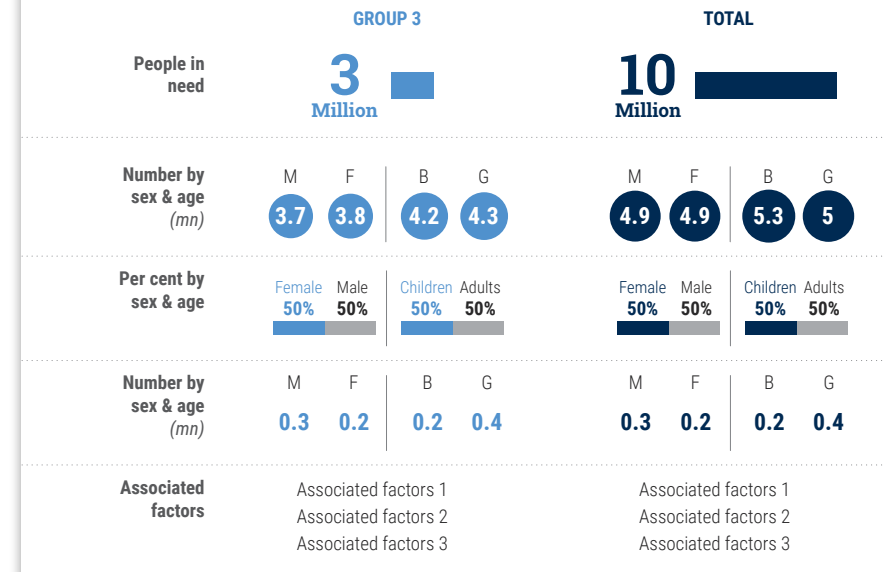 GROUP 3 TOTAL
People in need
3 Million
10 Million
Number by sex & age (mn)
M F B G
3.7 3.8 4.2 4.3
M F B G
4.9 4.9 5.3 5
Per cent by sex & age
Female Male Children Adults
50% 50% 50% 50%
Female Male Children Adults
50% 50% 50% 50%
Number by sex & age (mn)
M F B G
0.3 0.2 0.2 0.4
M F B G
0.3 0.2 0.2 0.4
Associated factors
Associated factors 1
Associated factors 2
Associated factors 3
Associated factors 1
Associated factors 2
Associated factors 3